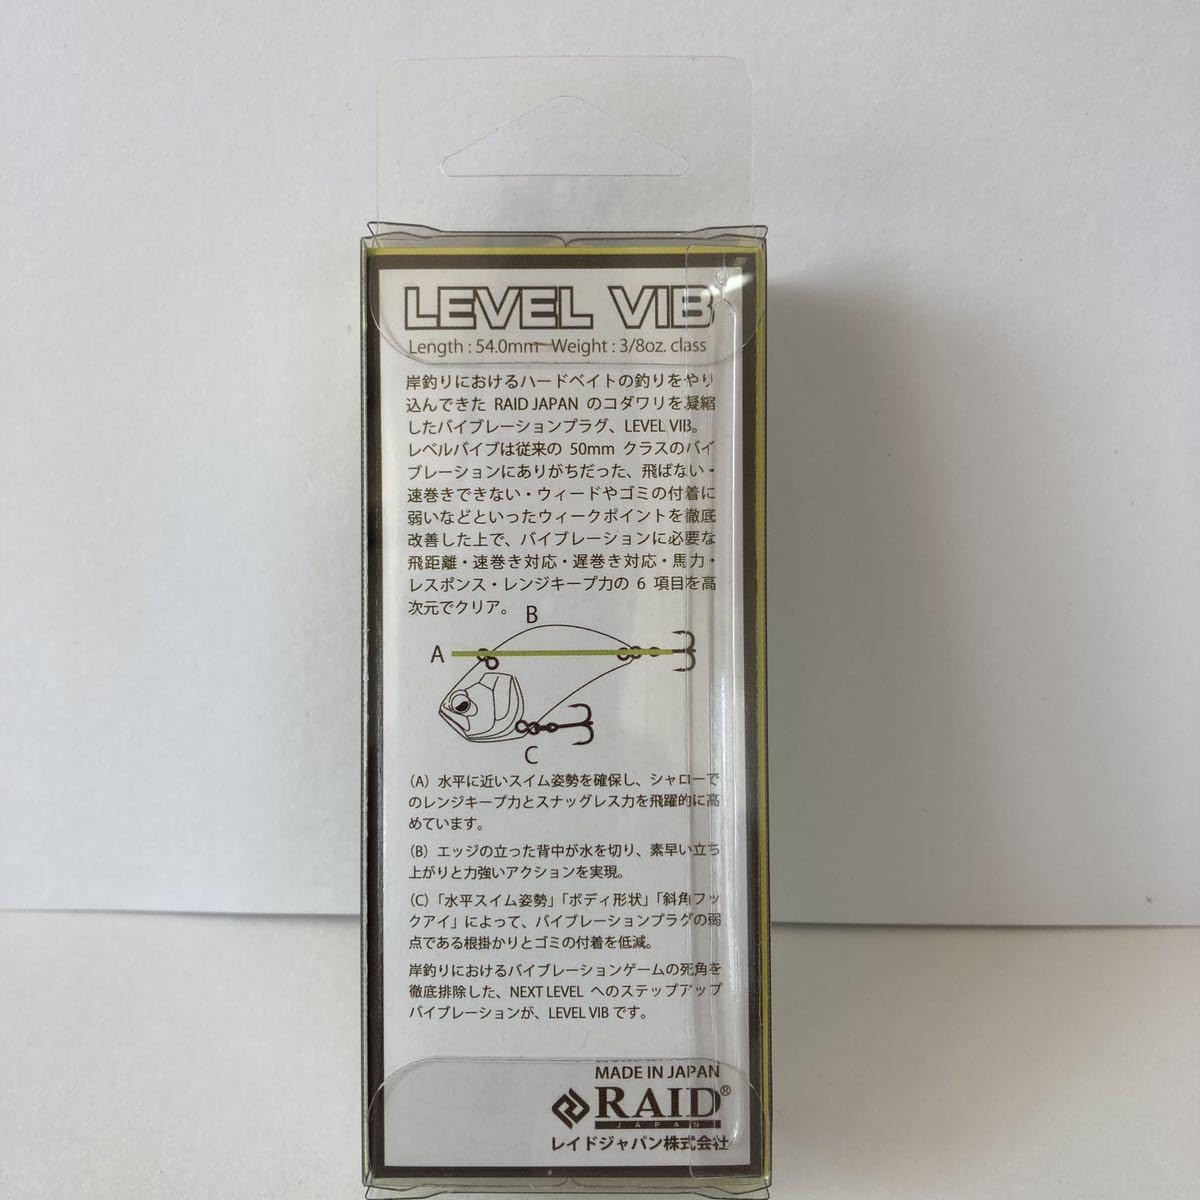 LEVEL VIB
Length : 54.0mm  Weight : 3/8oz. class
岸釣りにおけるハードベイトの釣りをやり
込んできた RAID JAPAN のコダワリを凝縮
したバイブレーションプラグ、LEVEL VIB。
レベルバイブは従来の 50mm クラスのバイ
ブレーションにありがちだった、飛ばない・
速巻きできない・ウィードやゴミの付着に
弱いなどといったウィークポイントを徹底
改善した上で、バイブレーションに必要な
飛距離・速巻き対応・遅巻き対応・馬力・
レスポンス・レンジキープ力の 6 項目を高
次元でクリア。
B
A
C
(A) 水平に近いスイム姿勢を確保し、シャローで
のレンジキープ力とスナッグレス力を飛躍的に高
めています。
(B) エッジの立った背中が水を切り、素早い立ち
上がりと力強いアクションを実現。
(C)「水平スイム姿勢」「ボディ形状」「斜角フッ
クアイ」によって、バイブレーションプラグの弱
点である根掛かりとゴミの付着を低減。
岸釣りにおけるバイブレーションゲームの死角を
徹底排除した、NEXT LEVEL へのステップアップ
バイブレーションが、LEVEL VIB です。
MADE IN JAPAN
RAID®
JAPAN
レイドジャパン株式会社